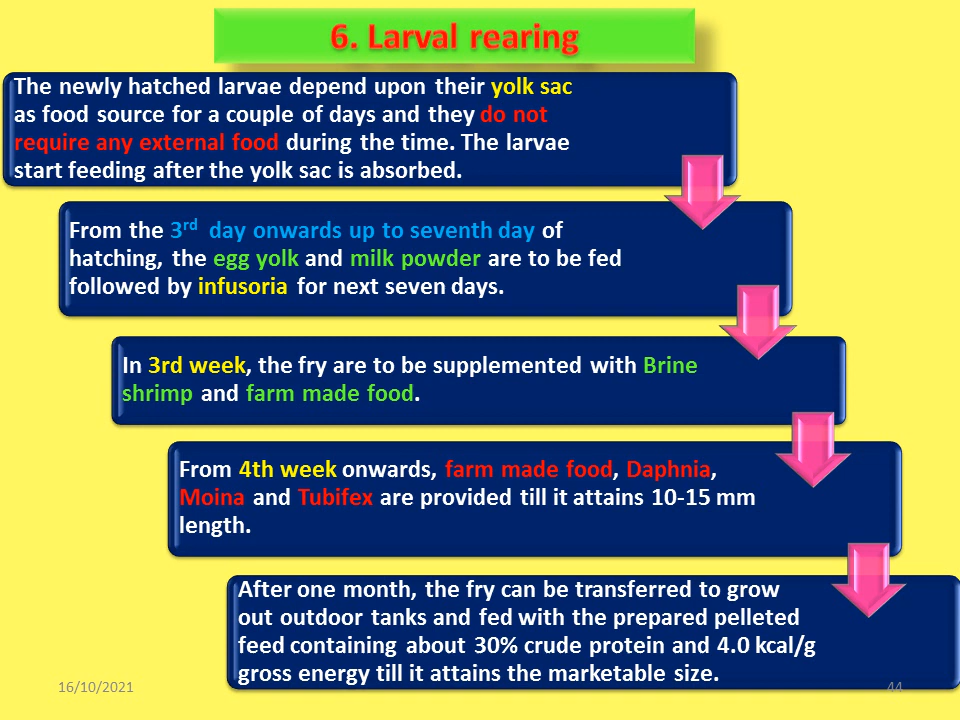 6. Larval rearing
The newly hatched larvae depend upon their yolk sac
as food source for a couple of days and they do not
require any external food during the time. The larvae
start feeding after the yolk sac is absorbed.
From the 3rd day onwards up to seventh day of
hatching, the egg yolk and milk powder are to be fed
followed by infusoria for next seven days.
In 3rd week, the fry are to be supplemented with Brine
shrimp and farm made food.
From 4th week onwards, farm made food, Daphnia,
Moina and Tubifex are provided till it attains 10-15 mm
length.
After one month, the fry can be transferred to grow
out outdoor tanks and fed with the prepared pelleted
feed containing about 30% crude protein and 4.0 kcal/g
gross energy till it attains the marketable size.
16/10/2021
44